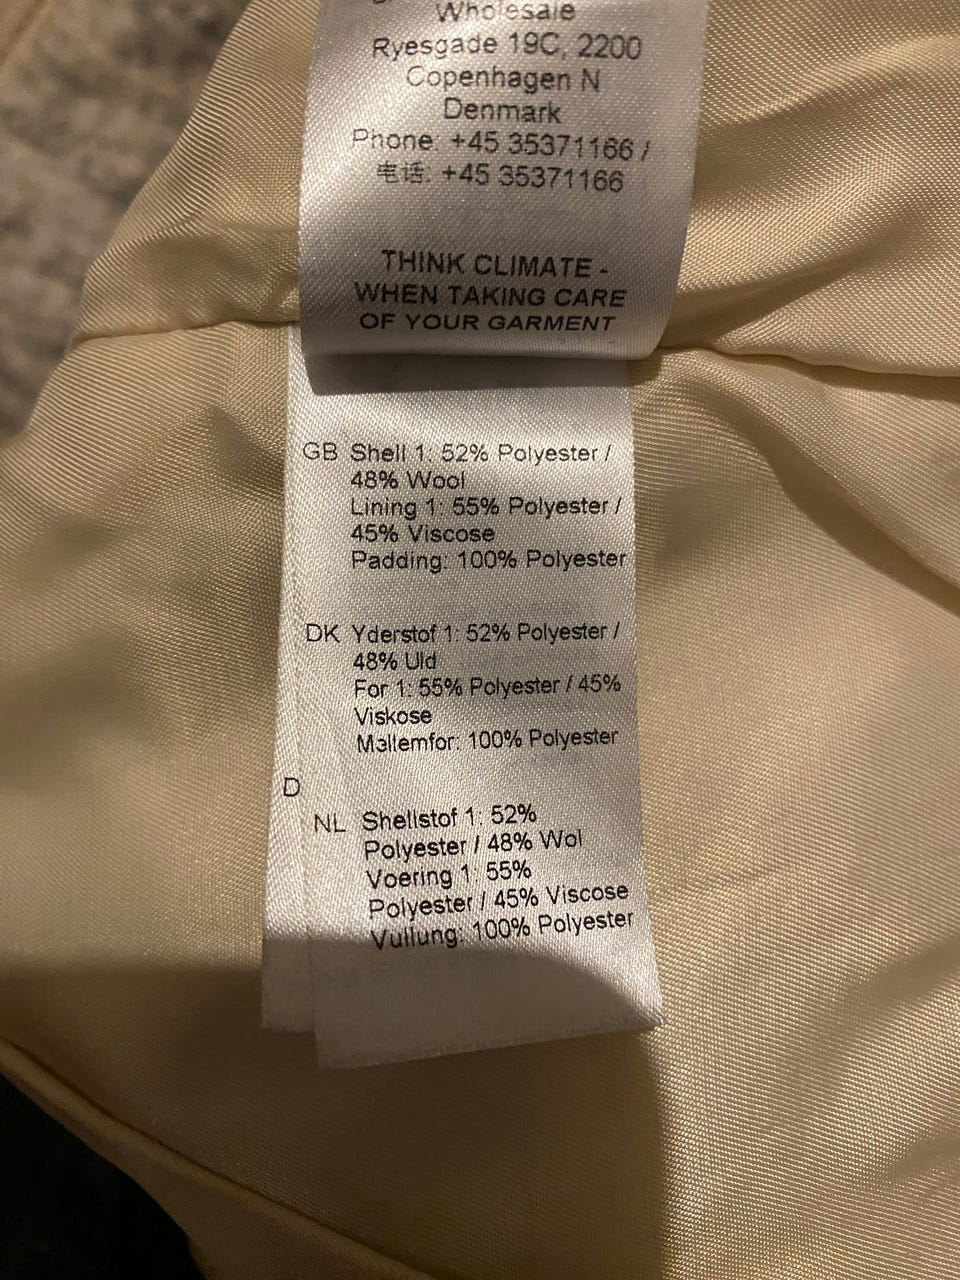 Wholesale
Ryesgade 19C, 2200
Copenhagen N
Denmark
Phone: +45 35371166 /
电话: +45 35371166
THINK CLIMATE -
WHEN TAKING CARE
OF YOUR GARMENT
GB Shell 1: 52% Polyester /
48% Wool
Lining 1: 55% Polyester /
45% Viscose
Padding: 100% Polyester
DK Yderstof 1: 52% Polyester /
48% Uld
For 1: 55% Polyester / 45%
Viskose
Mallemfor: 100% Polyester
D
NL Shellstof 1: 52%
Polyester / 48% Wol
Voering 1: 55%
Polyester / 45% Viscose
Vullung: 100% Polyester